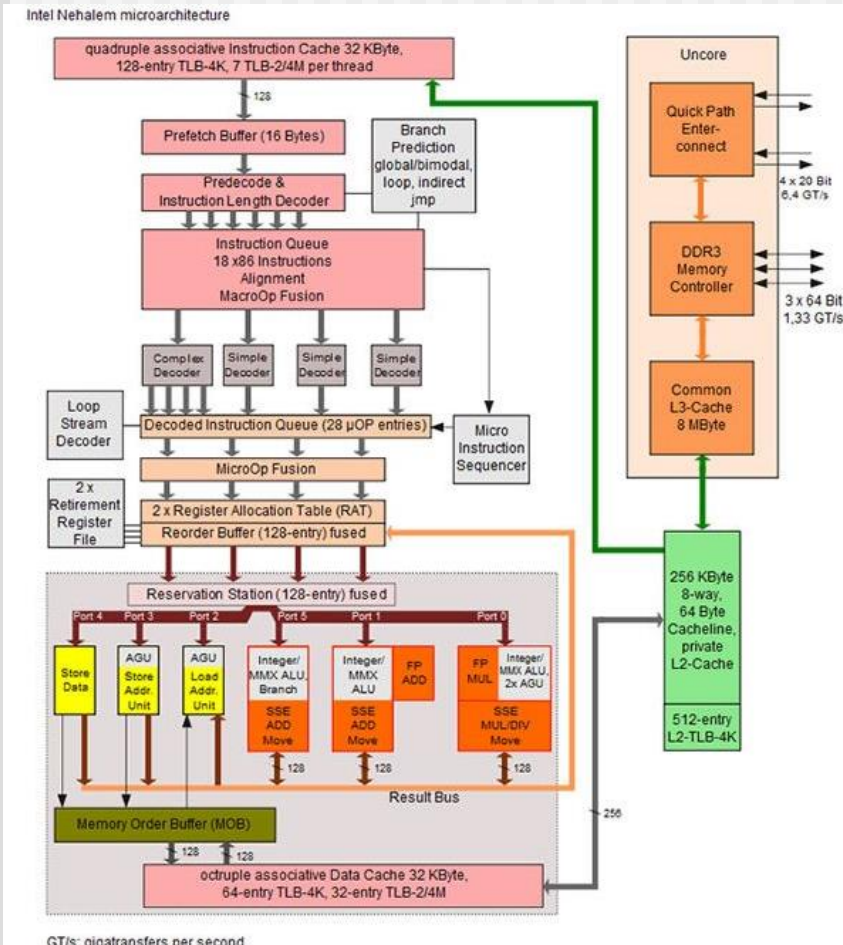 Intel Nehalem microarchitecture
quadruple associative Instruction Cache 32 KByte,
128-entry TLB-4K, 7 TLB-2/4M per thread
128
Prefetch Buffer (16 Bytes)
Predecode &
Instruction Length Decoder
Branch
Prediction
global/bimodal,
loop, indirect
jmp
Instruction Queue
18 x86 Instructions
Alignment
MacroOp Fusion
Complex
Decoder
Simple
Decoder
Simple
Decoder
Simple
Decoder
Loop
Stream
Decoder
Decoded Instruction Queue (28 µOP entries)
Micro
Instruction
Sequencer
MicroOp Fusion
2 x
Retirement
Register
File
2 x Register Allocation Table (RAT)
Reorder Buffer (128-entry) fused
Reservation Station (128-entry) fused
Port 4
Port 3
Port 2
Port 5
Port 1
Port 0
Store
Data
AGU
Store
Addr.
Unit
AGU
Load
Addr.
Unit
Integer/
MMX ALU,
Branch
SSE
ADD
Move
Integer/
MMX
ALU
FP
ADD
SSE
ADD
Move
FP
MUL
Integer/
MMX ALU,
2x AGU
SSE
MUL/DIV
Move
128
128
128
Result Bus
Memory Order Buffer (MOB)
128
128
octruple associative Data Cache 32 KByte,
64-entry TLB-4K, 32-entry TLB-2/4M
256
Uncore
Quick Path
Enter-
connect
4 x 20 Bit
6,4 GT/s
DDR3
Memory
Controller
3 x 64 Bit
1,33 GT/s
Common
L3-Cache
8 MByte
256 KByte
8-way,
64 Byte
Cacheline,
private
L2-Cache
512-entry
L2-TLB-4K
GT/s: gigatransfers per second